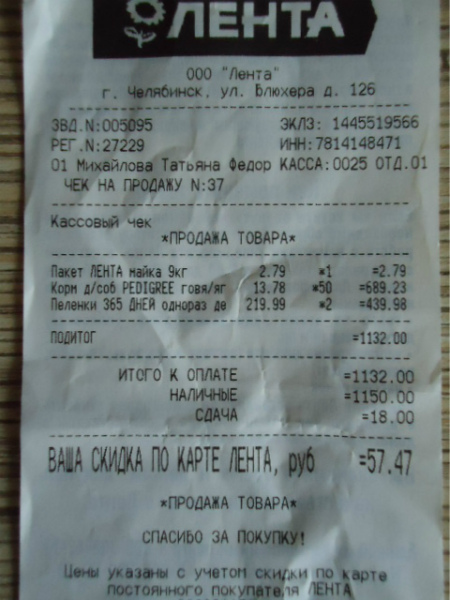 ЛЕНТА
ООО "Лента"
г. Челябинск, ул. Блюхера д. 126
ЗВД.N:005095 ЭКЛЗ: 1445519566
РЕГ.N:27229 ИНН:7814148471
01 Михайлова Татьяна Федор КАССА:0025 ОТД.01
ЧЕК НА ПРОДАЖУ N:37
Кассовый чек
*ПРОДАЖА ТОВАРА*
Пакет ЛЕНТА майка 9кг 2.79 *1 =2.79
Корм д/соб PEDIGREE говя/яг 13.78 *50 =689.23
Пеленки 365 ДНЕЙ однораз де 219.99 *2 =439.98
ПОДИТОГ =1132.00
ИТОГО К ОПЛАТЕ =1132.00
НАЛИЧНЫЕ =1150.00
СДАЧА =18.00
ВАША СКИДКА ПО КАРТЕ ЛЕНТА, руб =57.47
*ПРОДАЖА ТОВАРА*
СПАСИБО ЗА ПОКУПКУ!
Цены указаны с учетом скидки по карте
постоянного покупателя ЛЕНТА